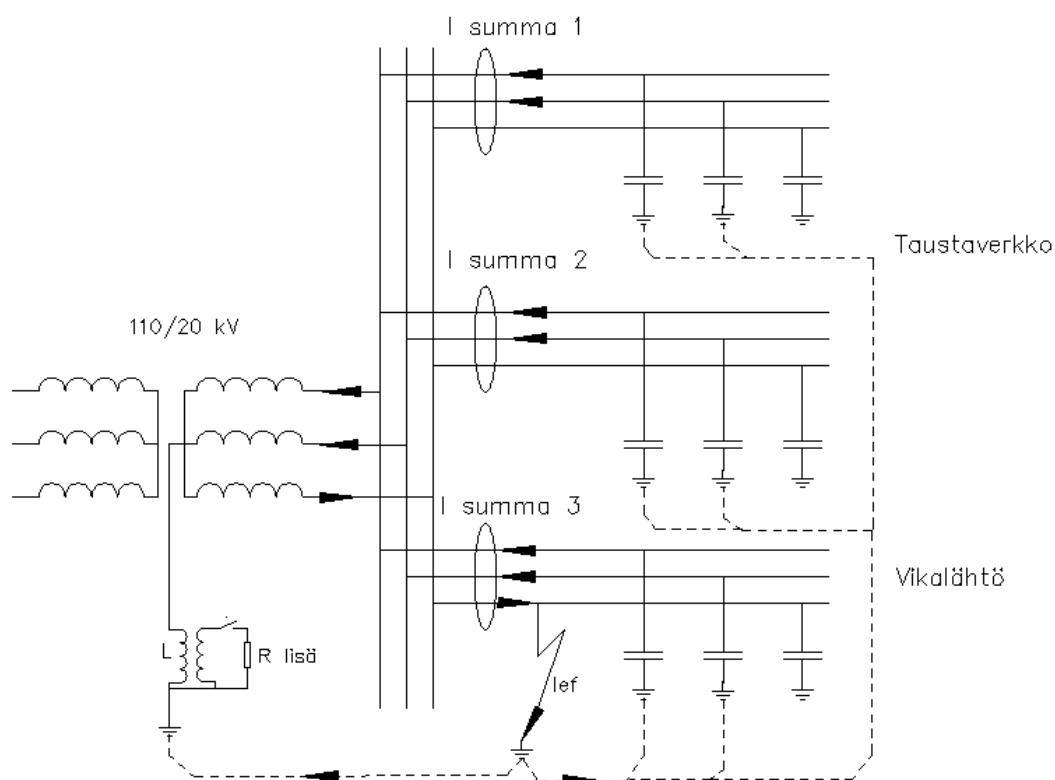 I summa 1
Taustaverkko
I summa 2
110/20 kV
I summa 3
Vikalähtö
L
R lisä
Ief